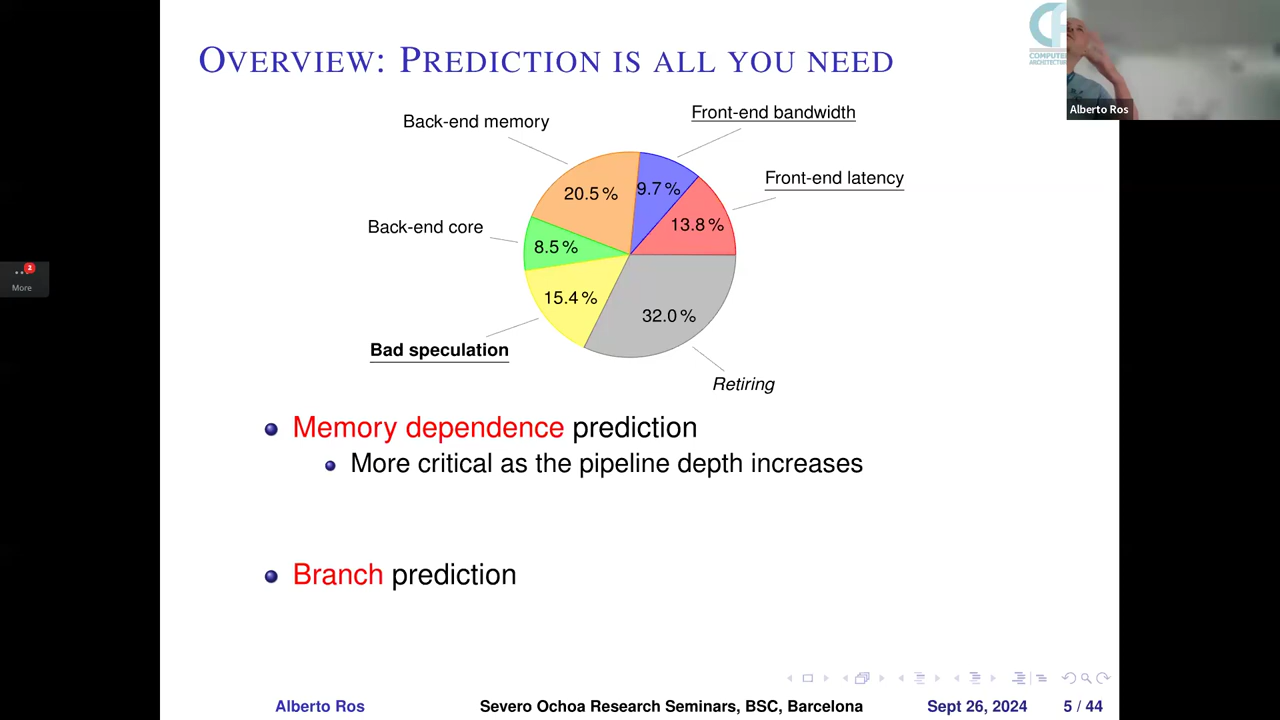 OVERVIEW: PREDICTION IS ALL YOU NEED
COMPUTE
ARCHITECTURE
Alberto Ros
Back-end memory
Front-end bandwidth
Front-end latency
20.5 %
9.7 %
13.8 %
Back-end core
8.5 %
15.4 %
32.0 %
Bad speculation
Retiring
2
More
Memory dependence prediction
More critical as the pipeline depth increases
Branch prediction
Alberto Ros
Severo Ochoa Research Seminars, BSC, Barcelona
Sept 26, 2024
5 / 44